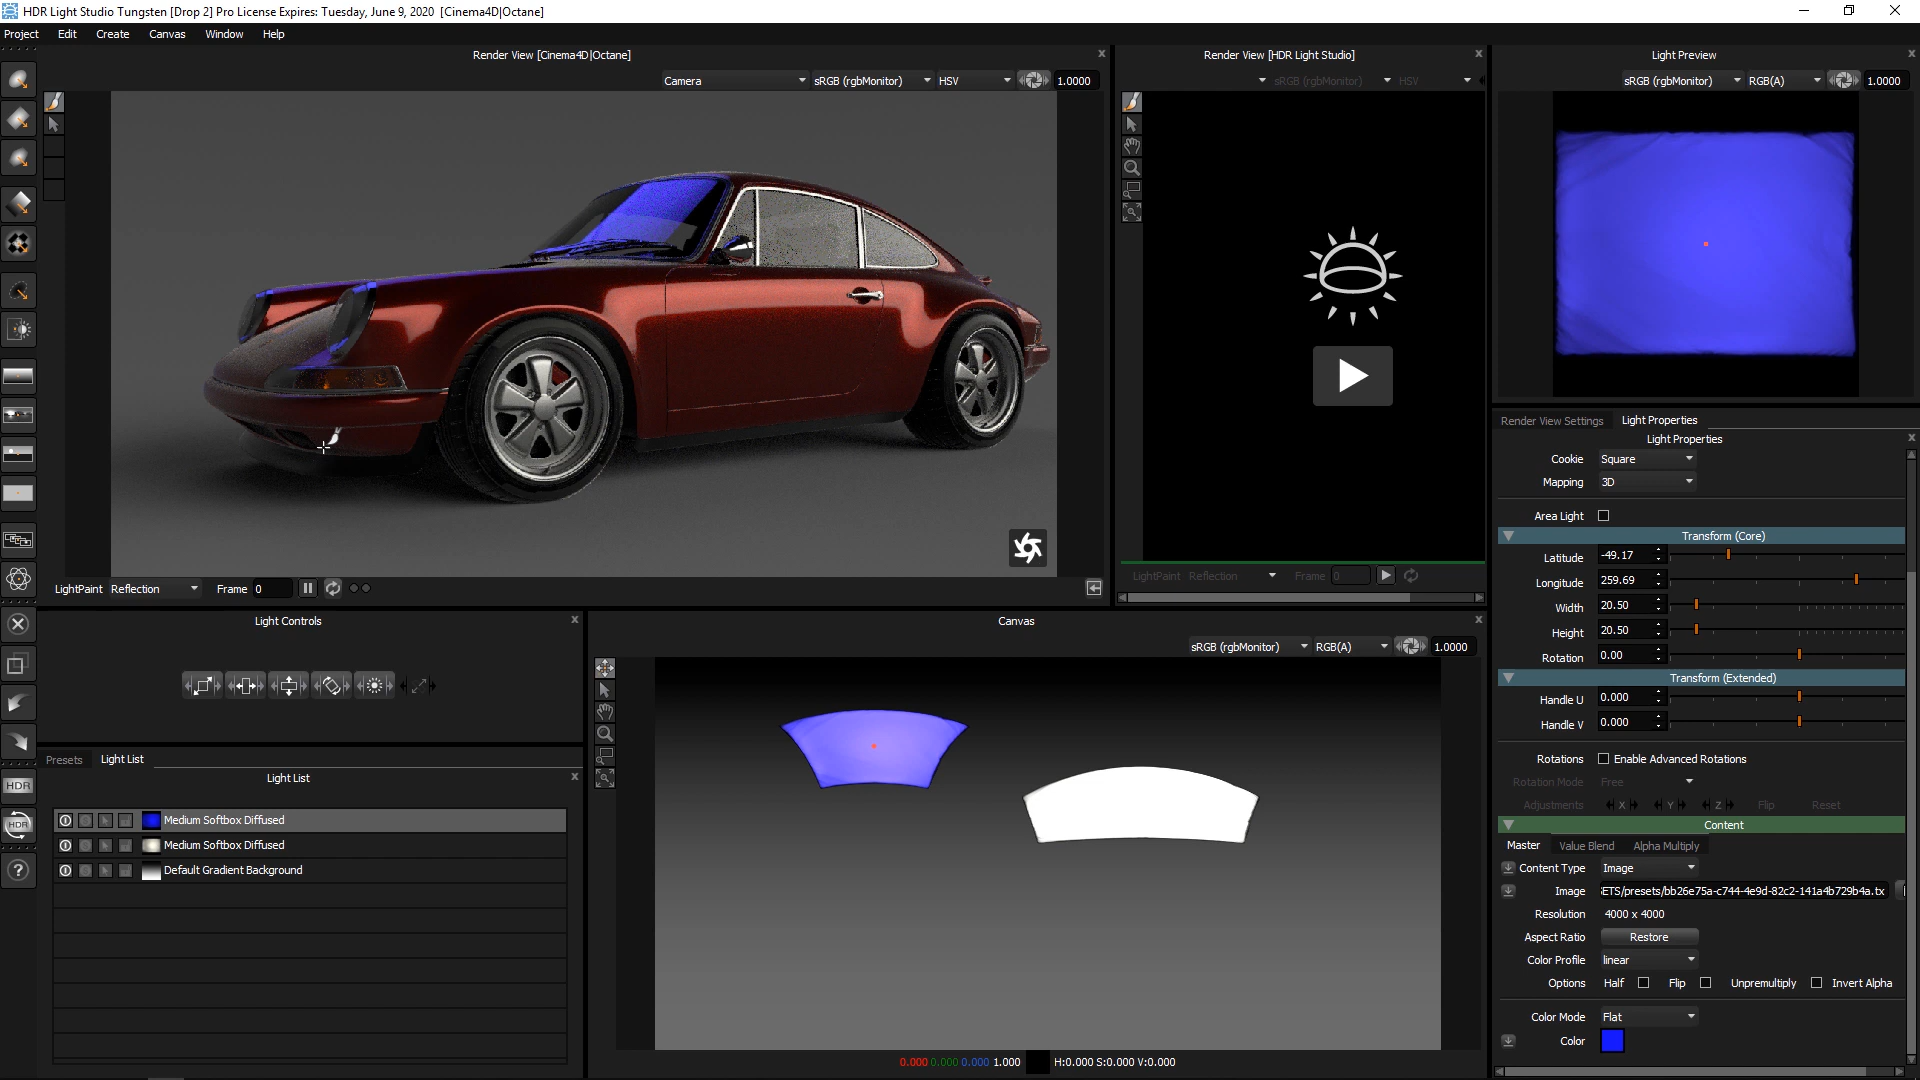 HDR Light Studio Tungsten [Drop 2] Pro License Expires: Tuesday, June 9, 2020 [Cinema4D|Octane]
Project Edit Create Canvas Window Help
Render View [Cinema4D|Octane]
Camera sRGB (rgbMonitor) HSV 1.0000
LightPaint Reflection Frame 0
Render View [HDR Light Studio]
sRGB (rgbMonitor) HSV
LightPaint Reflection Frame 0
Light Preview
sRGB (rgbMonitor) RGB(A) 1.0000
HDR
HDR
?
Light Controls
Presets Light List
Light List
Medium Softbox Diffused
Medium Softbox Diffused
Default Gradient Background
Canvas
sRGB (rgbMonitor) RGB(A) 1.0000
0.000 0.000 0.000 1.000 H:0.000 S:0.000 V:0.000
Render View Settings Light Properties
Light Properties
Cookie Square
Mapping 3D
Area Light
Transform (Core)
Latitude -49.17
Longitude 259.69
Width 20.50
Height 20.50
Rotation 0.00
Transform (Extended)
Handle U 0.000
Handle V 0.000
Rotations Enable Advanced Rotations
Rotation Mode Free
Adjustments X Y Z Flip Reset
Content
Master Value Blend Alpha Multiply
Content Type Image
Image ETS/presets/bb26e75a-c744-4e9d-82c2-141a4b729b4a.tx
Resolution 4000 x 4000
Aspect Ratio Restore
Color Profile linear
Options Half Flip Unpremultiply Invert Alpha
Color Mode Flat
Color